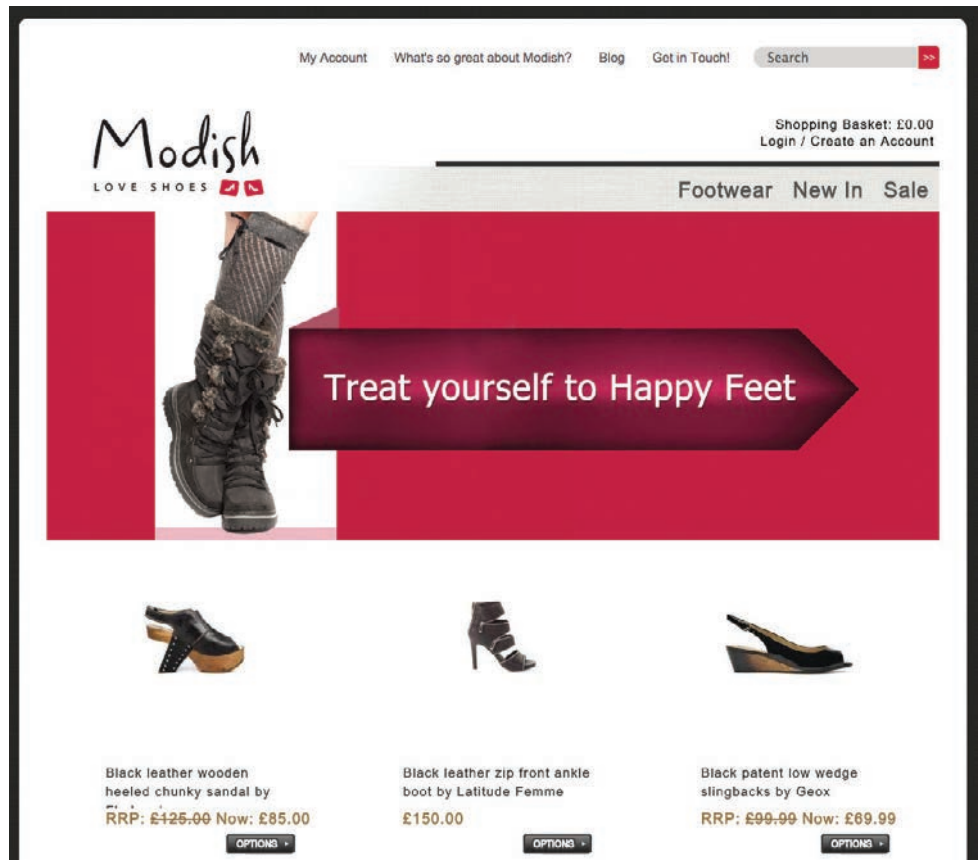 My Account What's so great about Modish? Blog Get in Touch! Search >>
Modish
LOVE SHOES
Shopping Basket: £0.00
Login / Create an Account
Footwear New In Sale
Treat yourself to Happy Feet
Black leather wooden
heeled chunky sandal by
RRP: £125.00 Now: £85.00
OPTIONS
Black leather zip front ankle
boot by Latitude Femme
£150.00
OPTIONS
Black patent low wedge
slingbacks by Geox
RRP: £99.99 Now: £69.99
OPTIONS